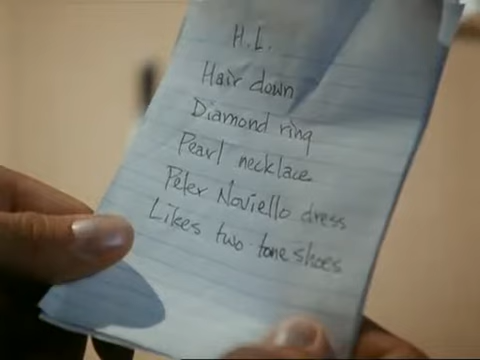 H.L.
Hair down
Diamond ring
Pearl necklace
Peter Noviello dress
Likes two-tone shoes